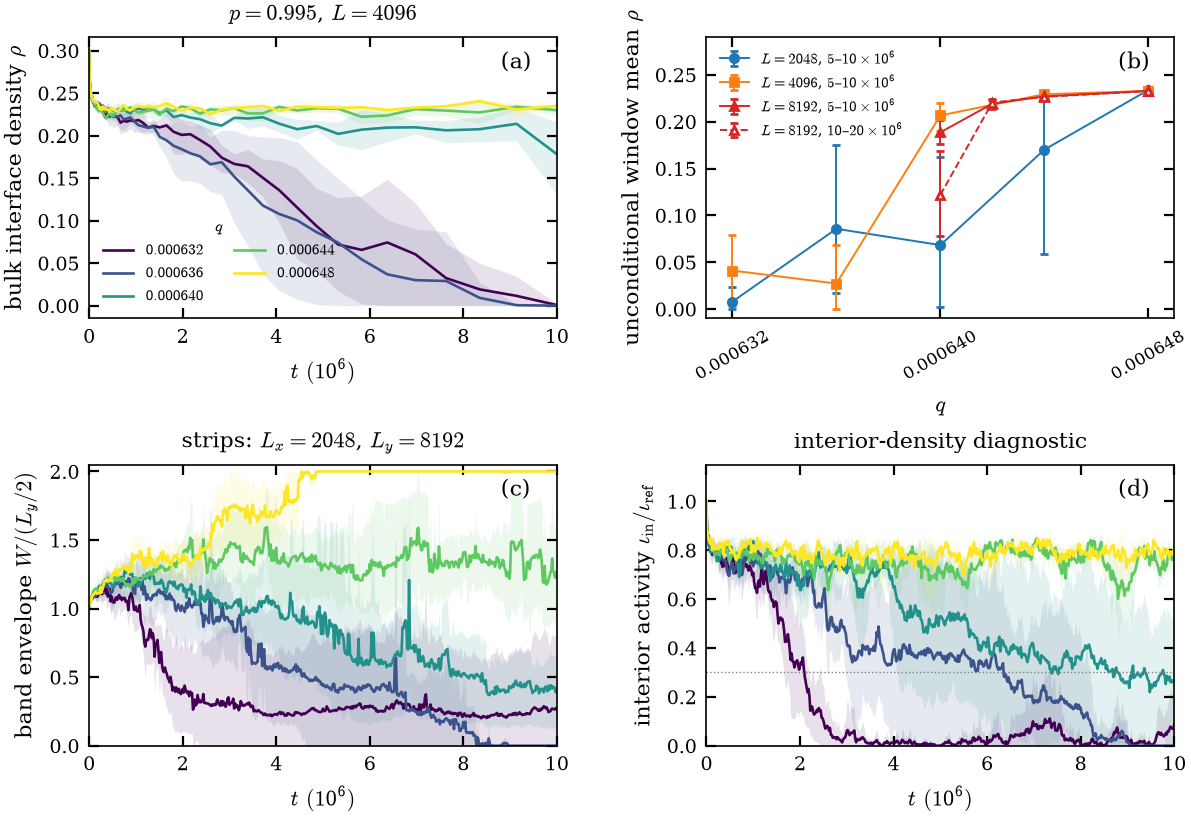 p = 0.995, L = 4096
(a)
bulk interface density ρ
0.30
0.25
0.20
0.15
0.10
0.05
0.00
q
0.000632
0.000636
0.000640
0.000644
0.000648
0 2 4 6 8 10
t (10⁶)
(b)
unconditional window mean ρ
0.25
0.20
0.15
0.10
0.05
0.00
L = 2048, 5–10 × 10⁶
L = 4096, 5–10 × 10⁶
L = 8192, 5–10 × 10⁶
L = 8192, 10–20 × 10⁶
0.000632 0.000640 0.000648
q
strips: Lₓ = 2048, L_y = 8192
(c)
band envelope W/(L_y/2)
2.0
1.5
1.0
0.5
0.0
0 2 4 6 8 10
t (10⁶)
interior-density diagnostic
(d)
interior activity ι_in/ι_ref
1.0
0.8
0.6
0.4
0.2
0.0
0 2 4 6 8 10
t (10⁶)